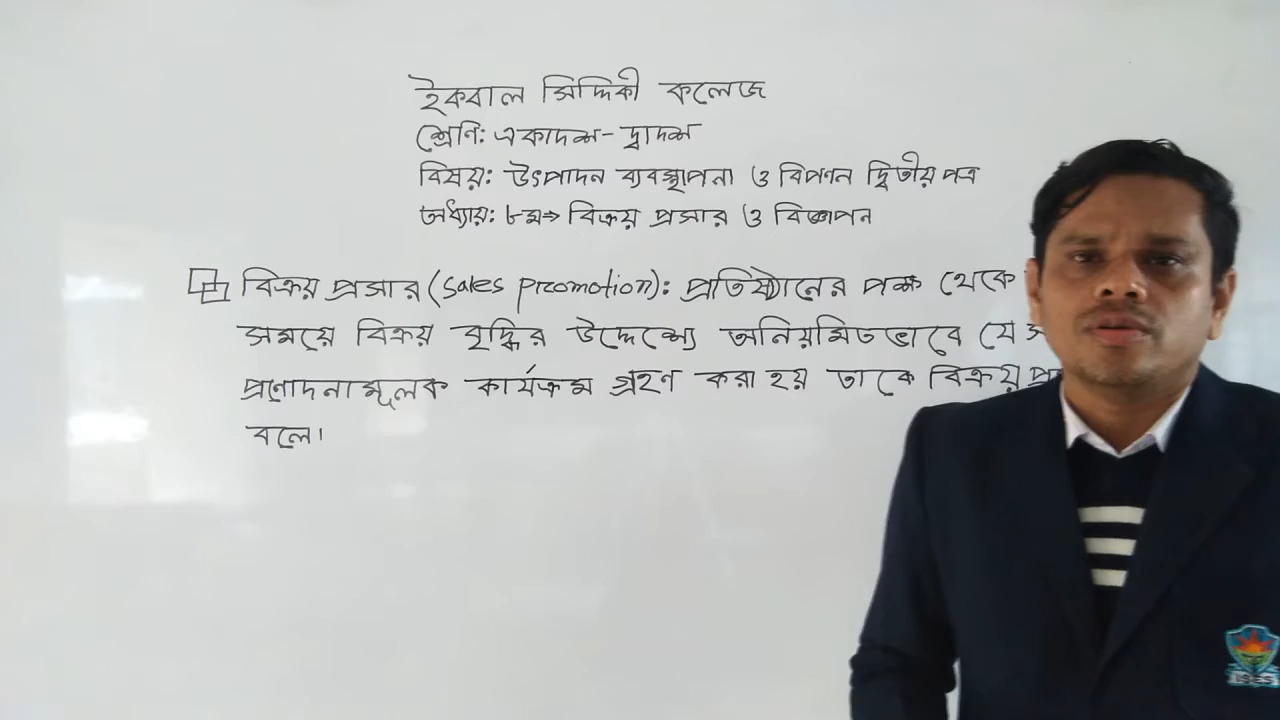 ইকবাল সিদ্দিকী কলেজ
শ্রেণি: একাদশ-দ্বাদশ
বিষয়: উৎপাদন ব্যবস্থাপনা ও বিপণন দ্বিতীয় পত্র
অধ্যায়: ৮ম⇒ বিক্রয় প্রসার ও বিজ্ঞাপন
বিক্রয় প্রসার (Sales Promotion): প্রতিষ্ঠানের পক্ষ থেকে
সময়ে বিক্রয় বৃদ্ধির উদ্দেশ্যে অনিয়মিতভাবে যে
প্রণোদনামূলক কার্যক্রম গ্রহণ করা হয় তাকে বিক্রয়
বলে।